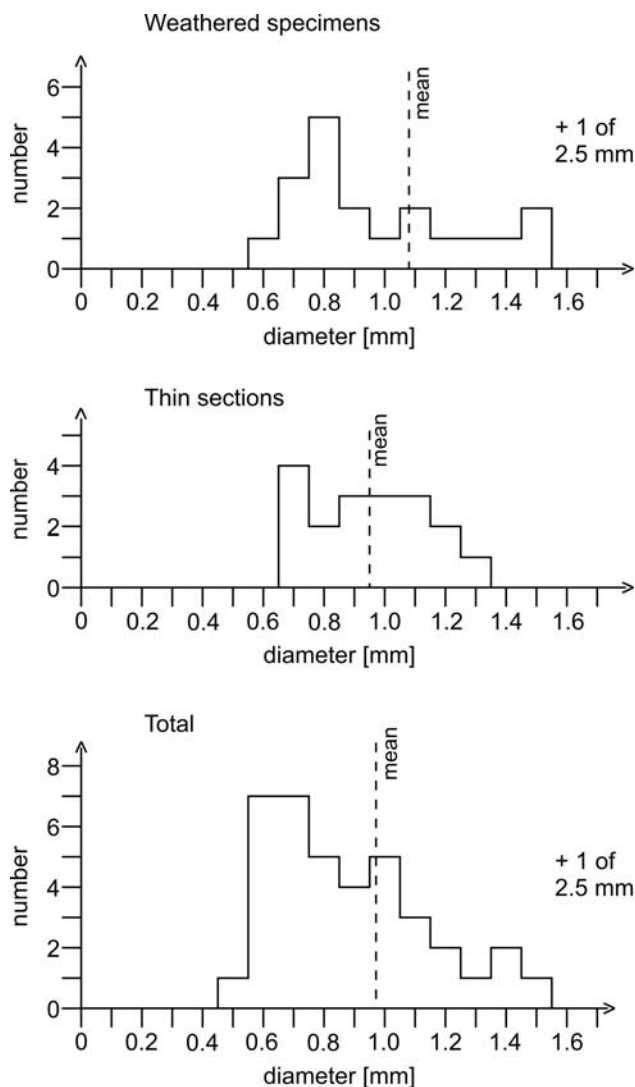 Weathered specimens
number
6
4
2
0
mean
+ 1 of
2.5 mm
0 0.2 0.4 0.6 0.8 1.0 1.2 1.4 1.6
diameter [mm]
Thin sections
number
4
2
0
mean
0 0.2 0.4 0.6 0.8 1.0 1.2 1.4 1.6
diameter [mm]
Total
number
8
6
4
2
0
mean
+ 1 of
2.5 mm
0 0.2 0.4 0.6 0.8 1.0 1.2 1.4 1.6
diameter [mm]